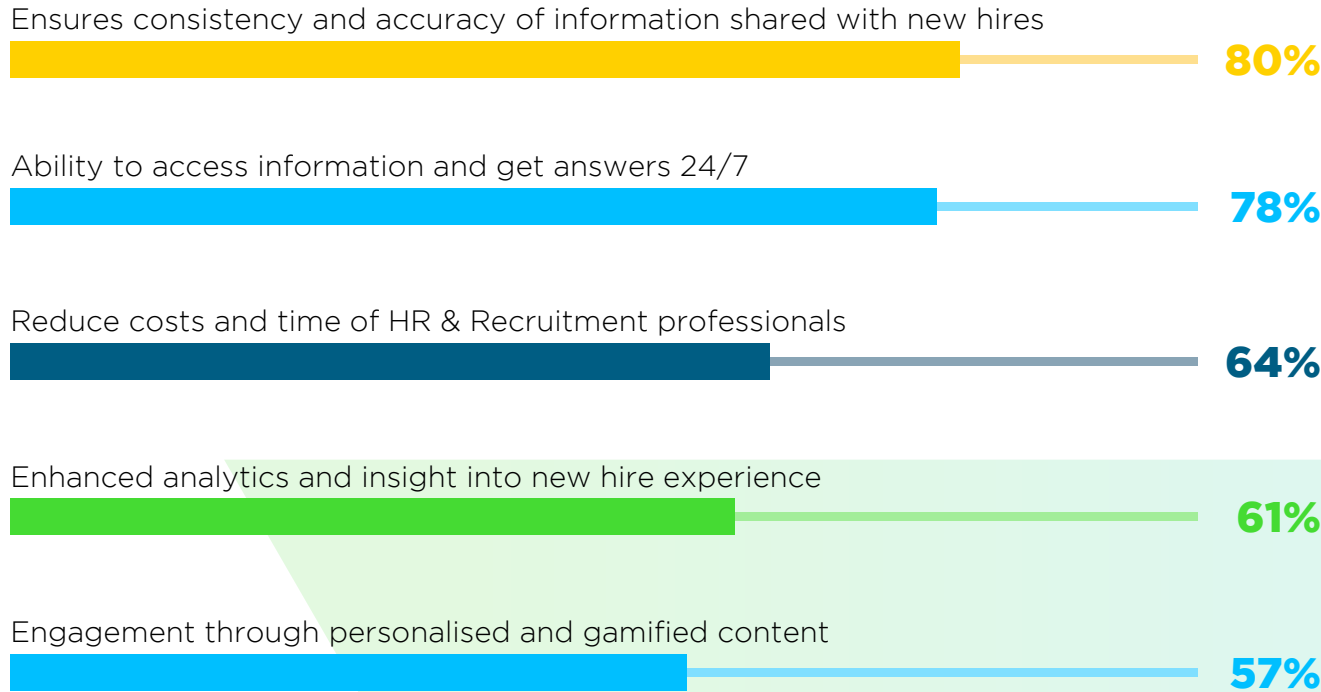 Ensures consistency and accuracy of information shared with new hires
80%
Ability to access information and get answers 24/7
78%
Reduce costs and time of HR & Recruitment professionals
64%
Enhanced analytics and insight into new hire experience
61%
Engagement through personalised and gamified content
57%